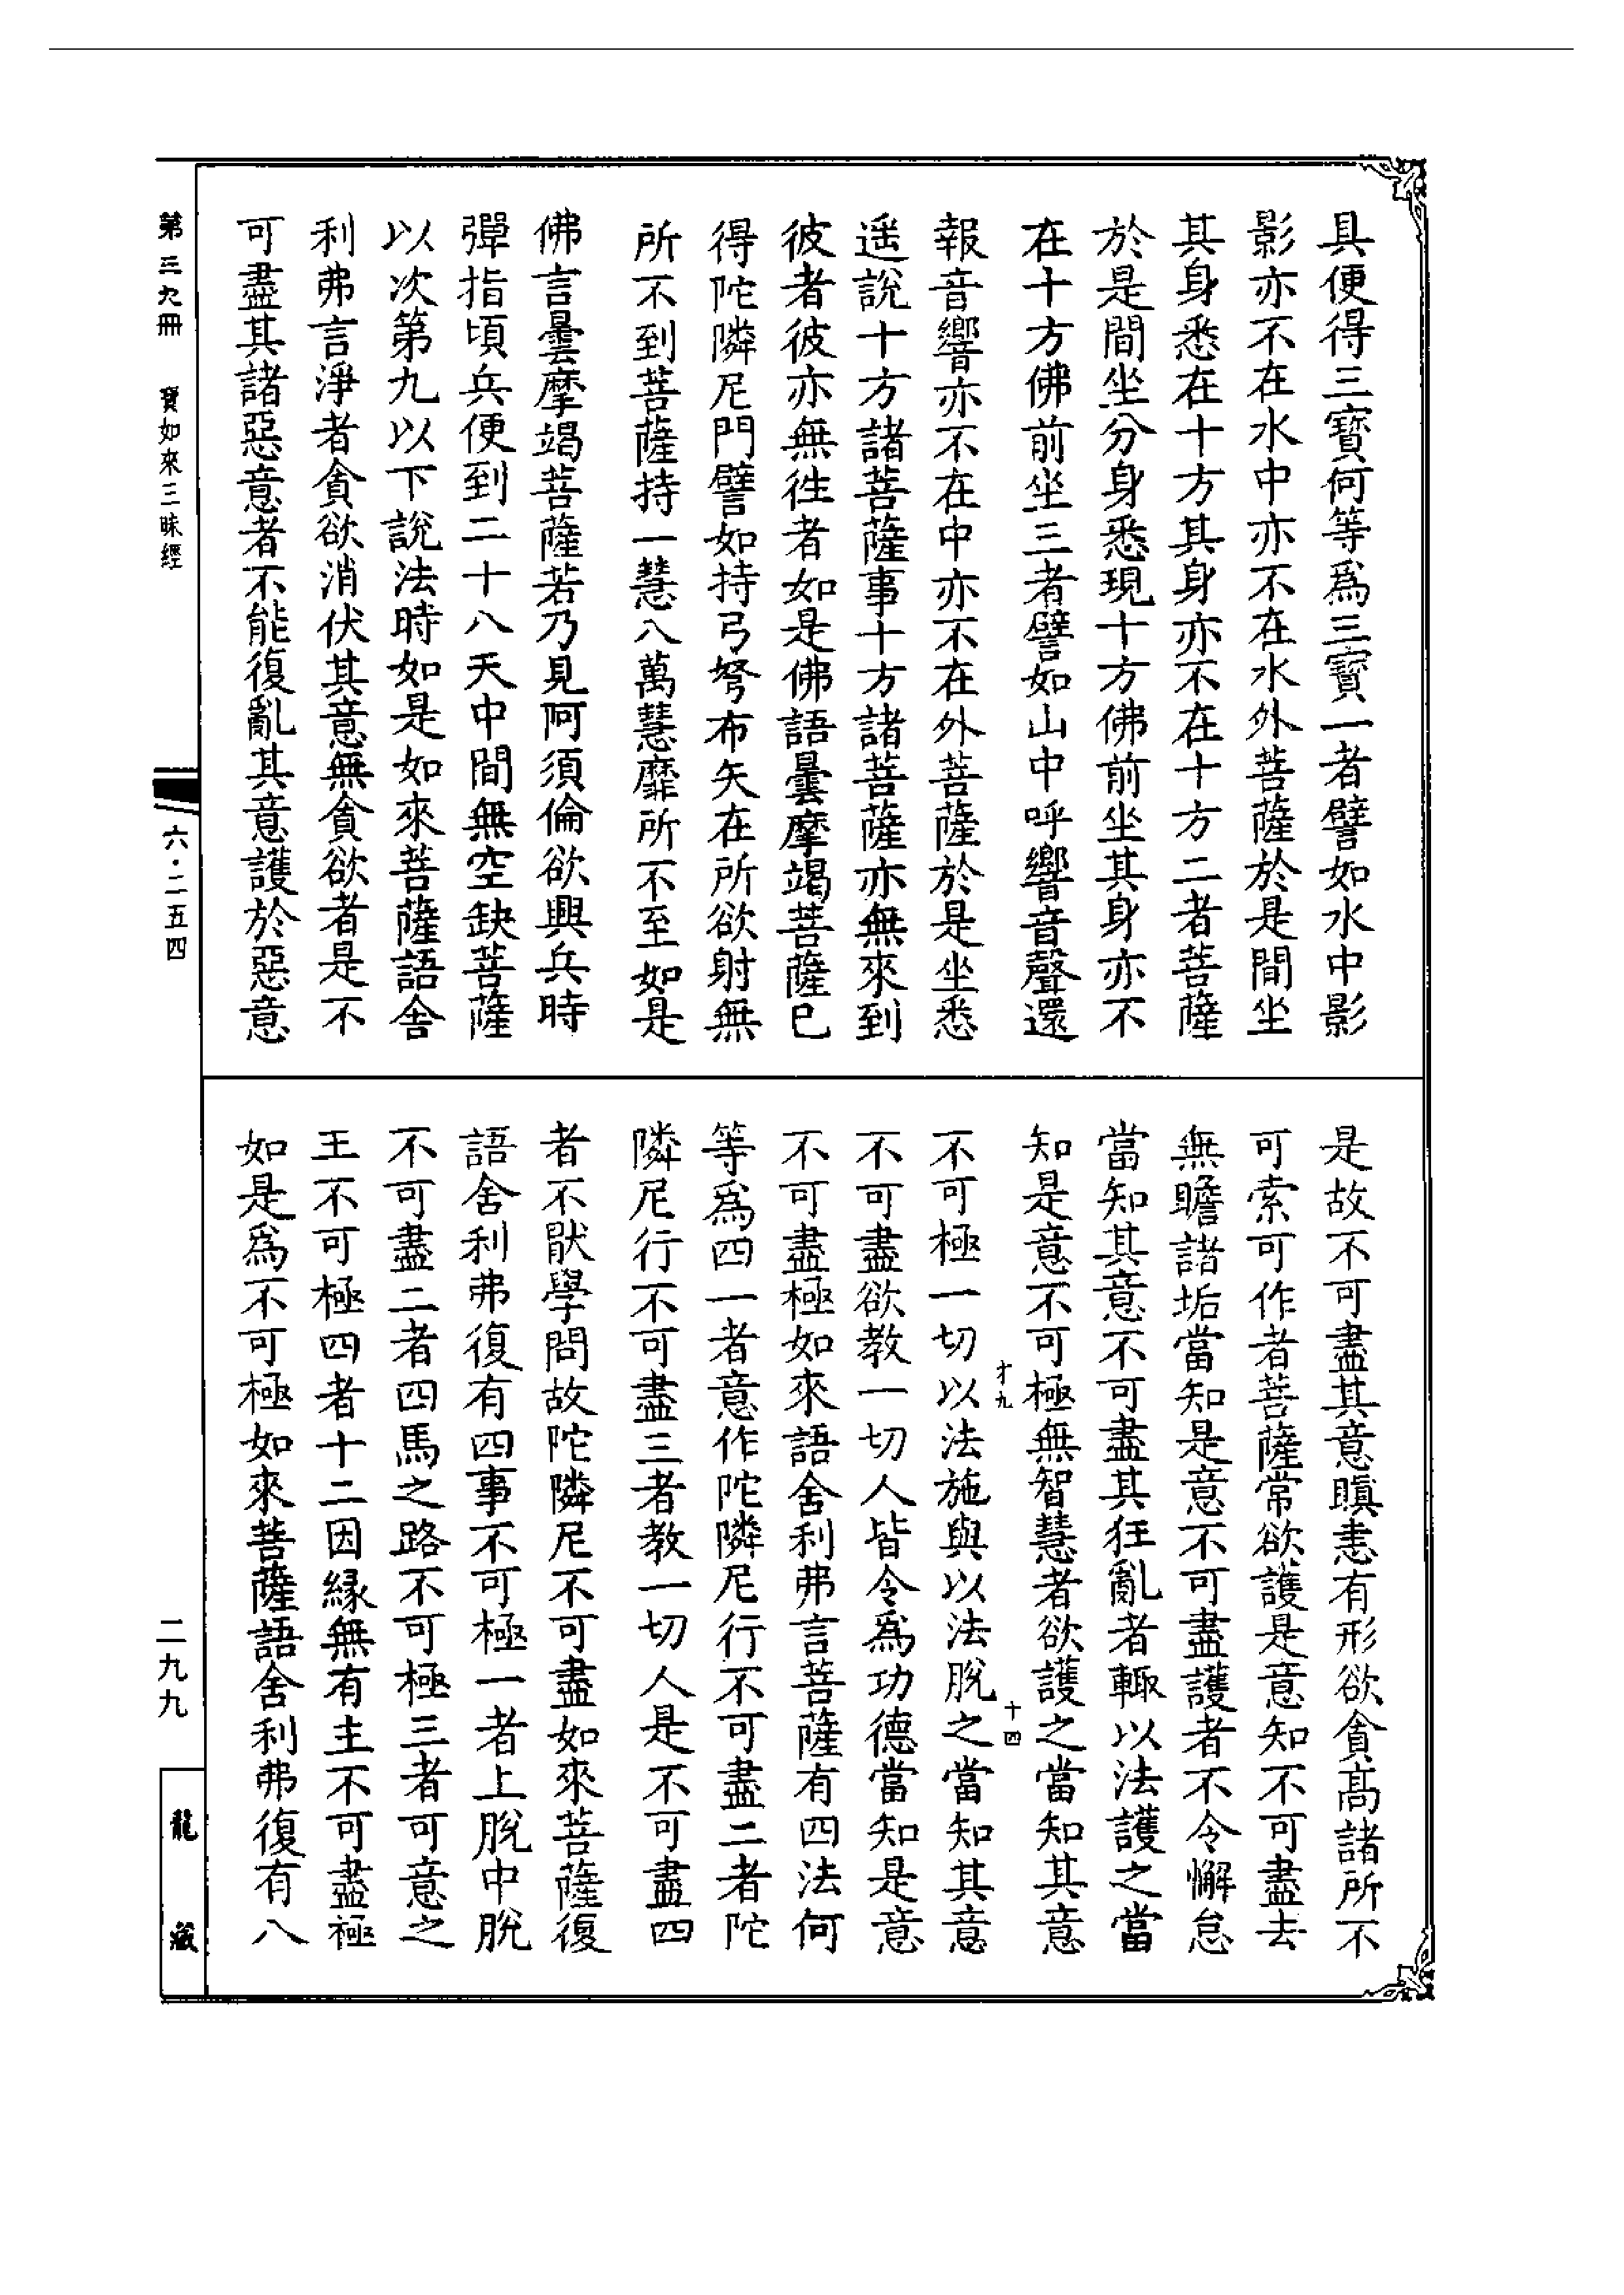 具便得三寶何等爲三寶一者譬如水中影
影亦不在水中亦不在水外菩薩於是間坐
其身悉在十方其身亦不在十方二者菩薩
於是間坐分身悉現十方佛前坐其身亦不
在十方佛前坐三者譬如山中呼響音聲還
報音響亦不在中亦不在外菩薩於是坐悉
遥說十方諸菩薩事十方諸菩薩亦無來到
彼者彼亦無徃者如是佛語曇摩竭菩薩已
得陀隣尼門譬如持弓弩布矢在所欲射無
所不到菩薩持一慧八萬慧靡所不至如是
佛言曇摩竭菩薩若乃見阿須倫欲興兵時
彈指頃兵便到二十八天中間無空缺菩薩
以次第九以下說法時如是如來菩薩語舍
利弗言淨者貪欲消伏其意無貪欲者是不
可盡其諸惡意者不能復亂其意護於惡意
是故不可盡其意瞋恚有形欲貪高諸所不
可索可作者菩薩常欲護是意知不可盡去
無瞻諸垢當知是意不可盡護者不令懈怠
當知其意不可盡其狂亂者輙以法護之當
知是意不可極無智慧者欲護之當知其意
才九
十四
不可極一切以法施與以法脫之當知其意
不可盡欲教一切人皆令爲功德當知是意
不可盡極如來語舍利弗言菩薩有四法何
等爲四一者意作陀隣尼行不可盡二者陀
隣尼行不可盡三者教一切人是不可盡四
者不猒學問故陀隣尼不可盡如來菩薩復
語舍利弗復有四事不可極一者上脫中脫
不可盡二者四馬之路不可極三者可意之
王不可極四者十二因緣無有主不可盡極
如是爲不可極如來菩薩語舍利弗復有八
第三九冊
寶如來三昧經
六·二五四
二九九
龍藏